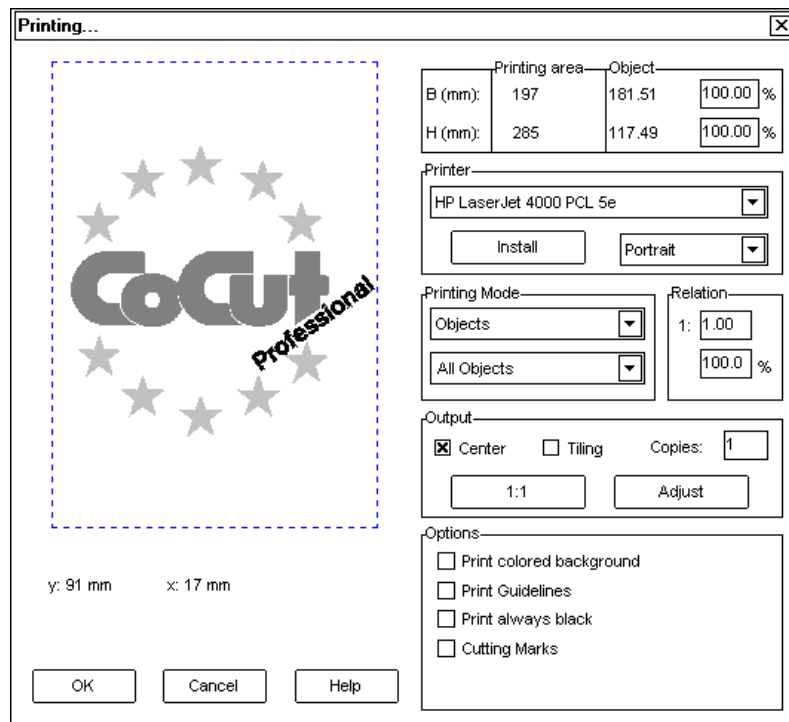 Printing...
CoCut
Professional
y: 91 mm x: 17 mm
OK Cancel Help
Printing area Object
B (mm): 197 181.51 100.00 %
H (mm): 285 117.49 100.00 %
Printer
HP LaserJet 4000 PCL 5e
Install Portrait
Printing Mode
Objects
All Objects
Relation
1: 1.00
100.0 %
Output
Center Tiling Copies: 1
1:1 Adjust
Options
Print colored background
Print Guidelines
Print always black
Cutting Marks